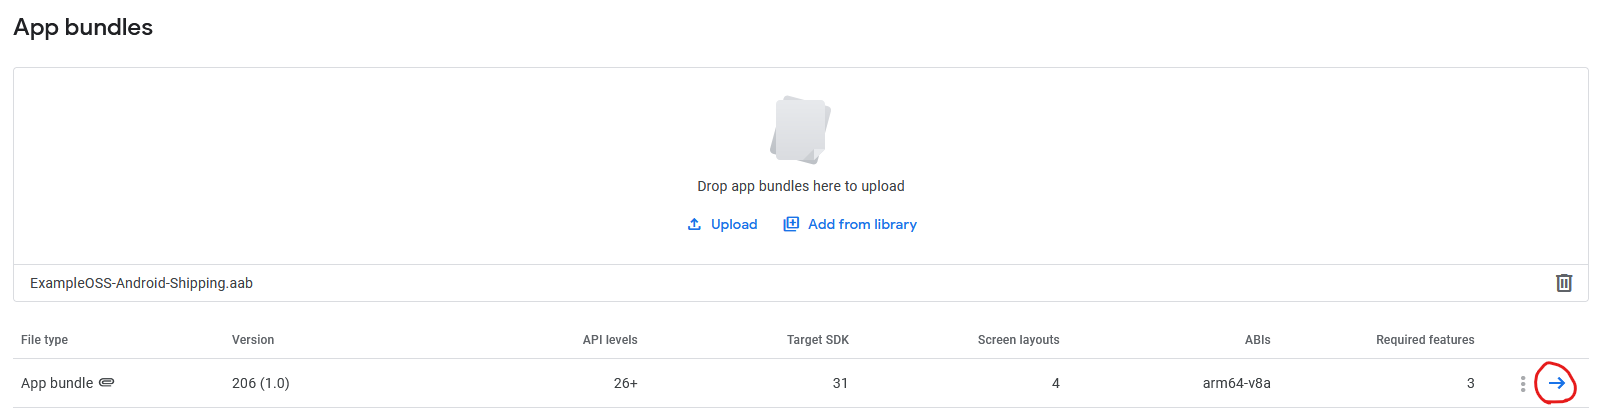 App bundles
Drop app bundles here to upload
Upload Add from library
ExampleOSS-Android-Shipping.aab
File type Version API levels Target SDK Screen layouts ABIs Required features
App bundle 206 (1.0) 26+ 31 4 arm64-v8a 3